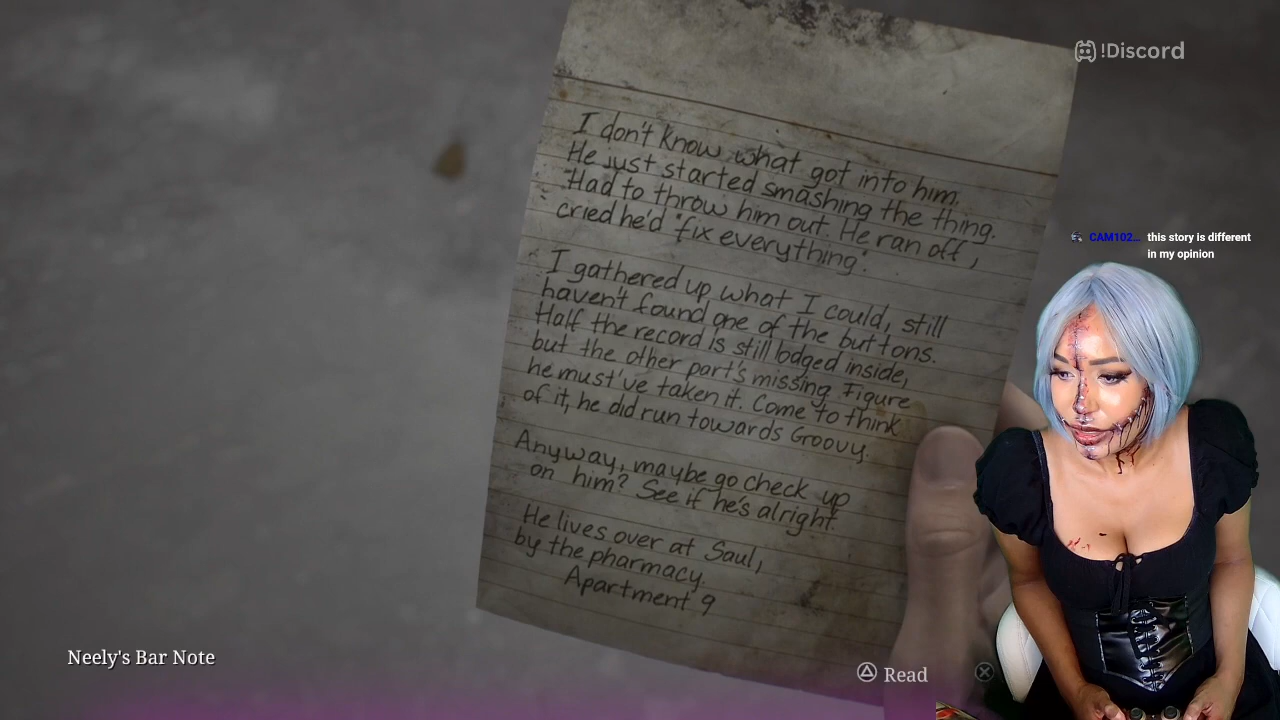 !Discord
I don't know what got into him.
He just started smashing the thing.
Had to throw him out. He ran off,
cried he'd "fix everything".
I gathered up what I could, still
haven't found one of the buttons.
Half the record is still lodged inside,
but the other part's missing Figure
he must've taken it. Come to think
of it, he did run towards Groovy.
Anyway, maybe go check up
on him? See if he's alright.
He lives over at Saul,
by the pharmacy.
Apartment 9
CAM102... this story is different
in my opinion
Neely's Bar Note
Read